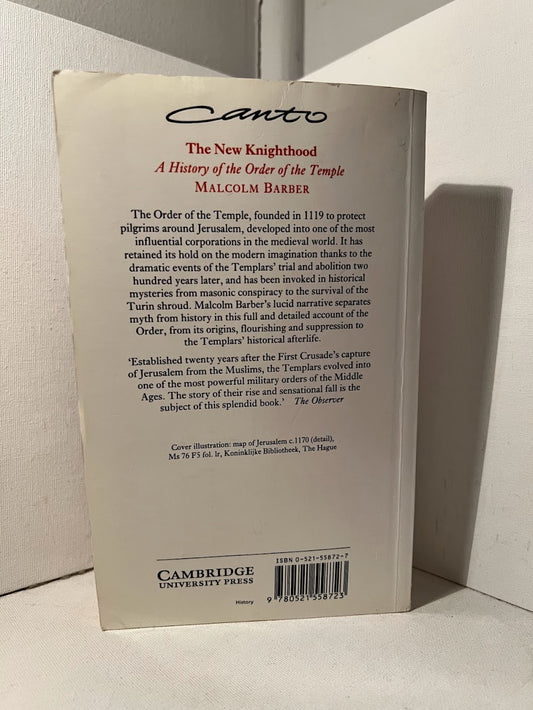 Canto
The New Knighthood
A History of the Order of the Temple
MALCOLM BARBER
The Order of the Temple, founded in 1119 to protect
pilgrims around Jerusalem, developed into one of the most
influential corporations in the medieval world. It has
retained its hold on the modern imagination thanks to the
dramatic events of the Templars' trial and abolition two
hundred years later, and has been invoked in historical
mysteries from masonic conspiracy to the survival of the
Turin shroud. Malcolm Barber's lucid narrative separates
myth from history in this full and detailed account of the
Order, from its origins, flourishing and suppression to
the Templars' historical afterlife.
'Established twenty years after the First Crusade's capture
of Jerusalem from the Muslims, the Templars evolved into
one of the most powerful military orders of the Middle
Ages. The story of their rise and sensational fall is the
subject of this splendid book.' The Observer
Cover illustration: map of Jerusalem c.1170 (detail),
Ms 76 F5 fol. lr, Koninklijke Bibliotheek, The Hague
CAMBRIDGE
UNIVERSITY PRESS
History
ISBN 0-521-55872-7
9 780521 558723